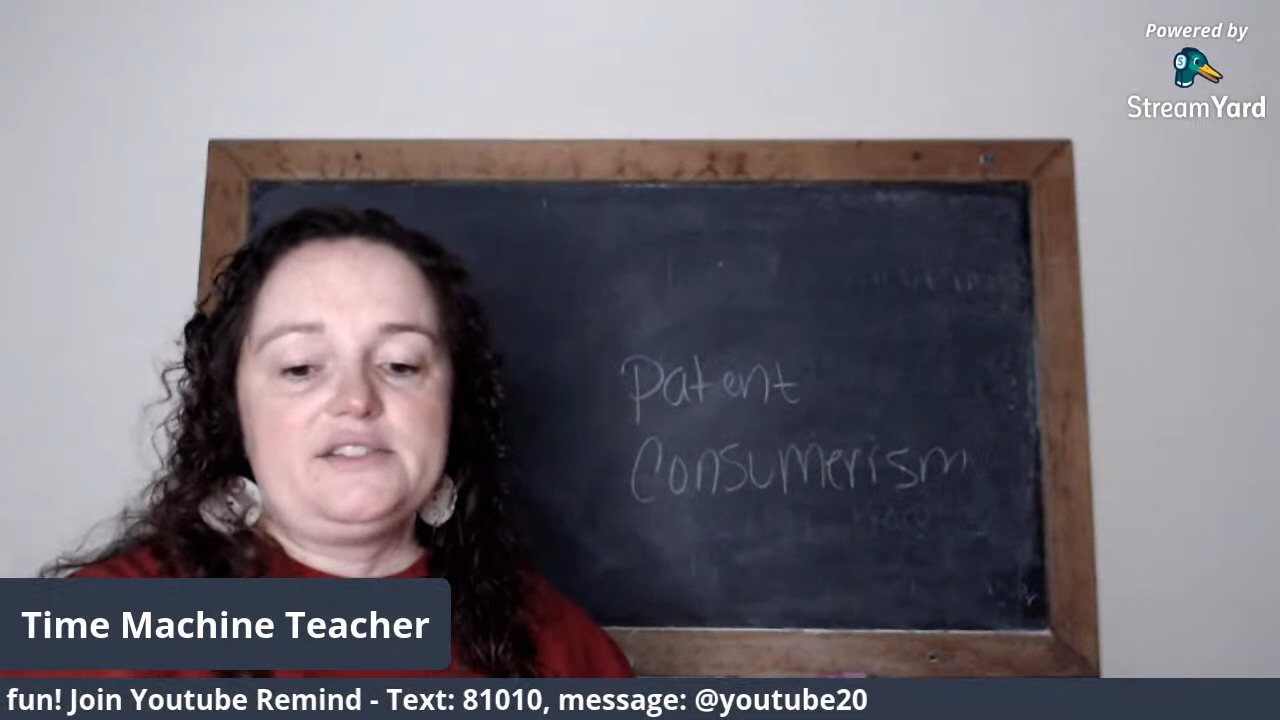 Powered by
StreamYard
Patent
Consumerism
Time Machine Teacher
fun! Join Youtube Remind - Text: 81010, message: @youtube20